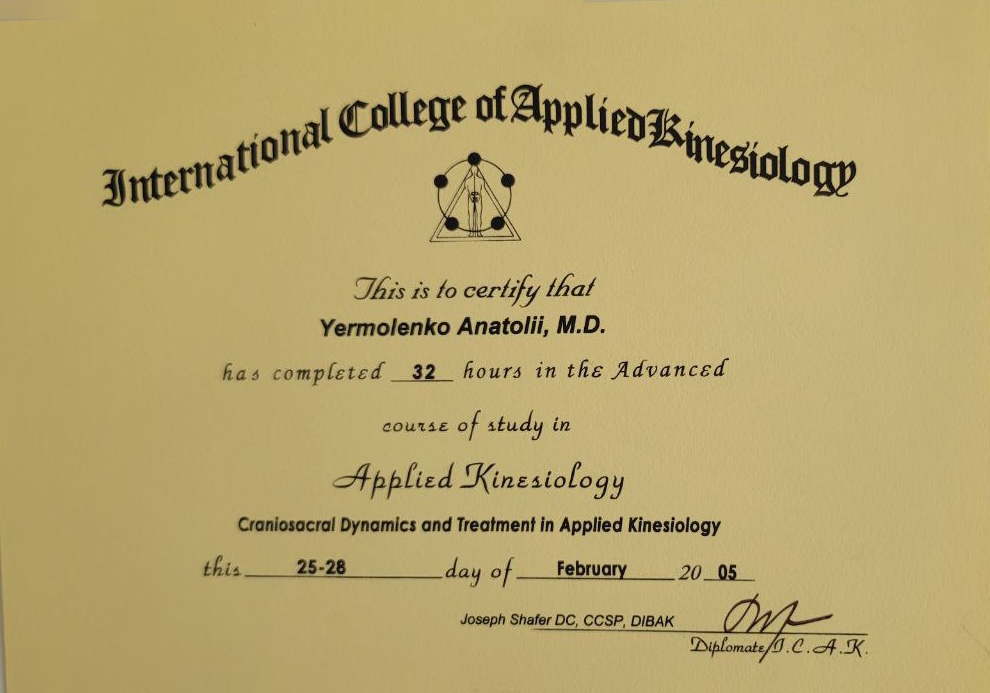 International College of Applied Kinesiology
This is to certify that
Yermolenko Anatolii, M.D.
has completed 32 hours in the Advanced
course of study in
Applied Kinesiology
Craniosacral Dynamics and Treatment in Applied Kinesiology
this 25-28 day of February 20 05
Joseph Shafer DC, CCSP, DIBAK
Diplomate I.C.A.K.